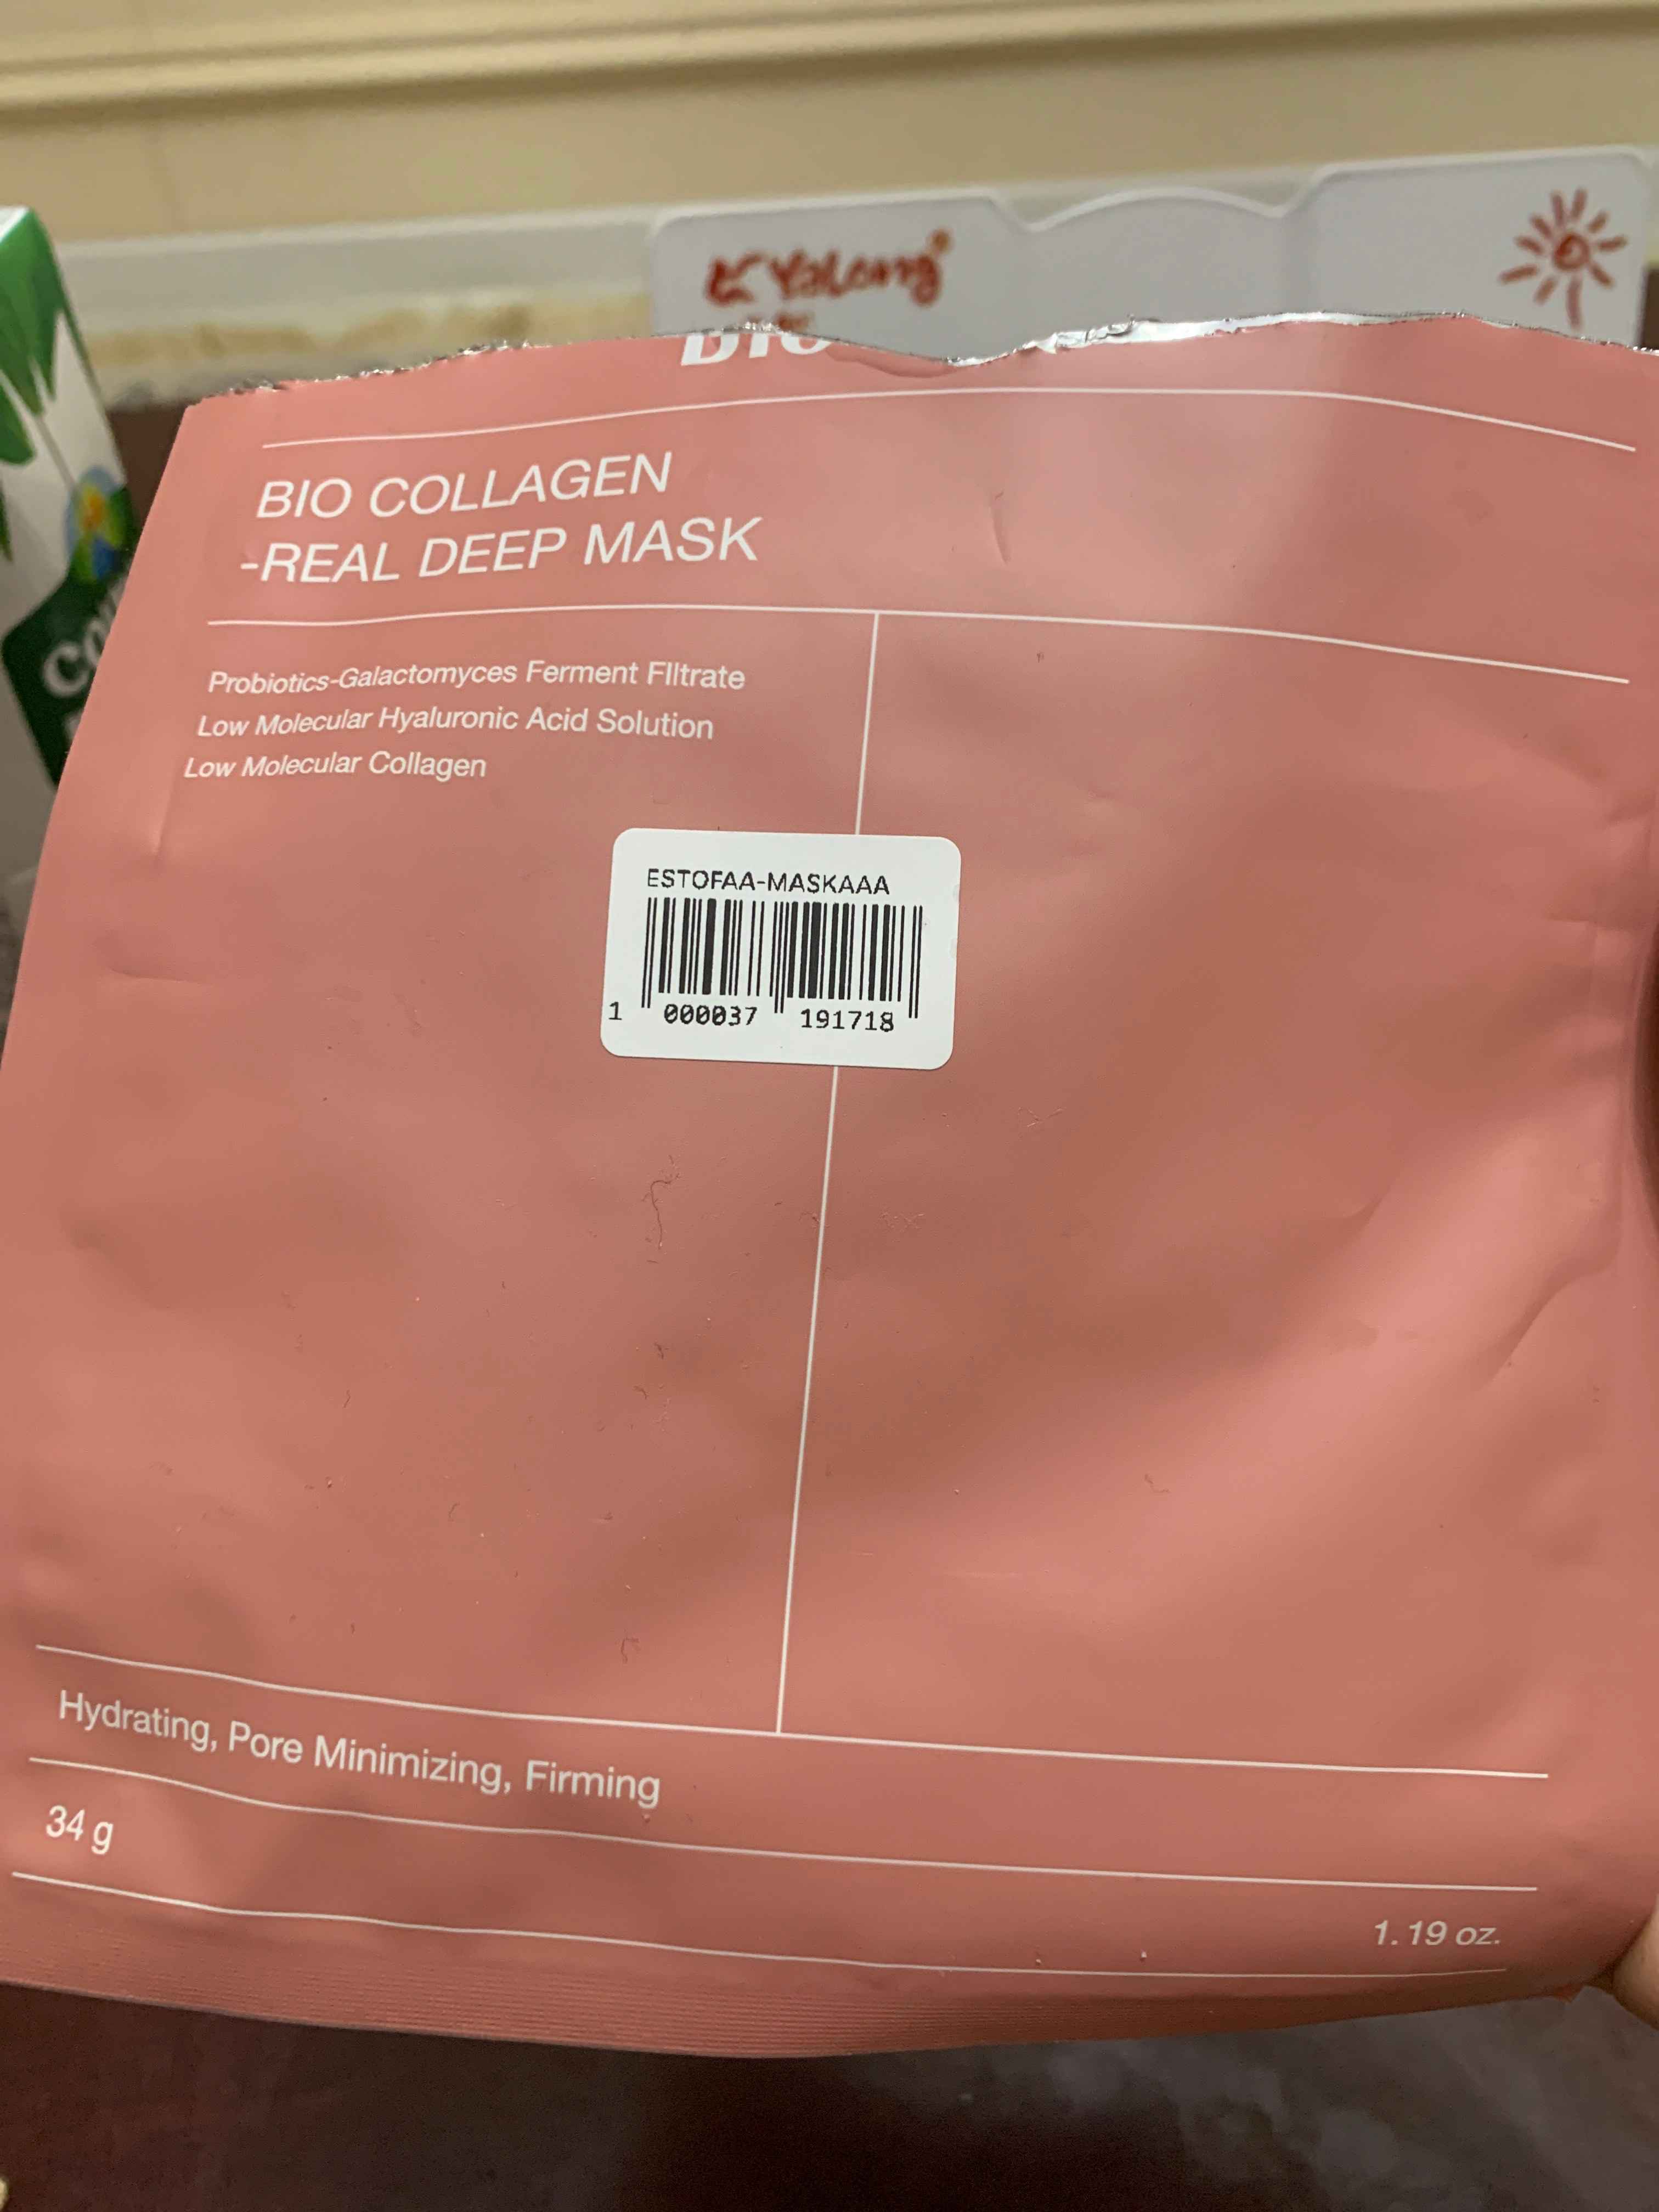 Yalong
BIO COLLAGEN
-REAL DEEP MASK
Probiotics-Galactomyces Ferment FIltrate
Low Molecular Hyaluronic Acid Solution
Low Molecular Collagen
ESTOFAA-MASKAAA
1 000037 191718
Hydrating, Pore Minimizing, Firming
34 g
1.19 oz.